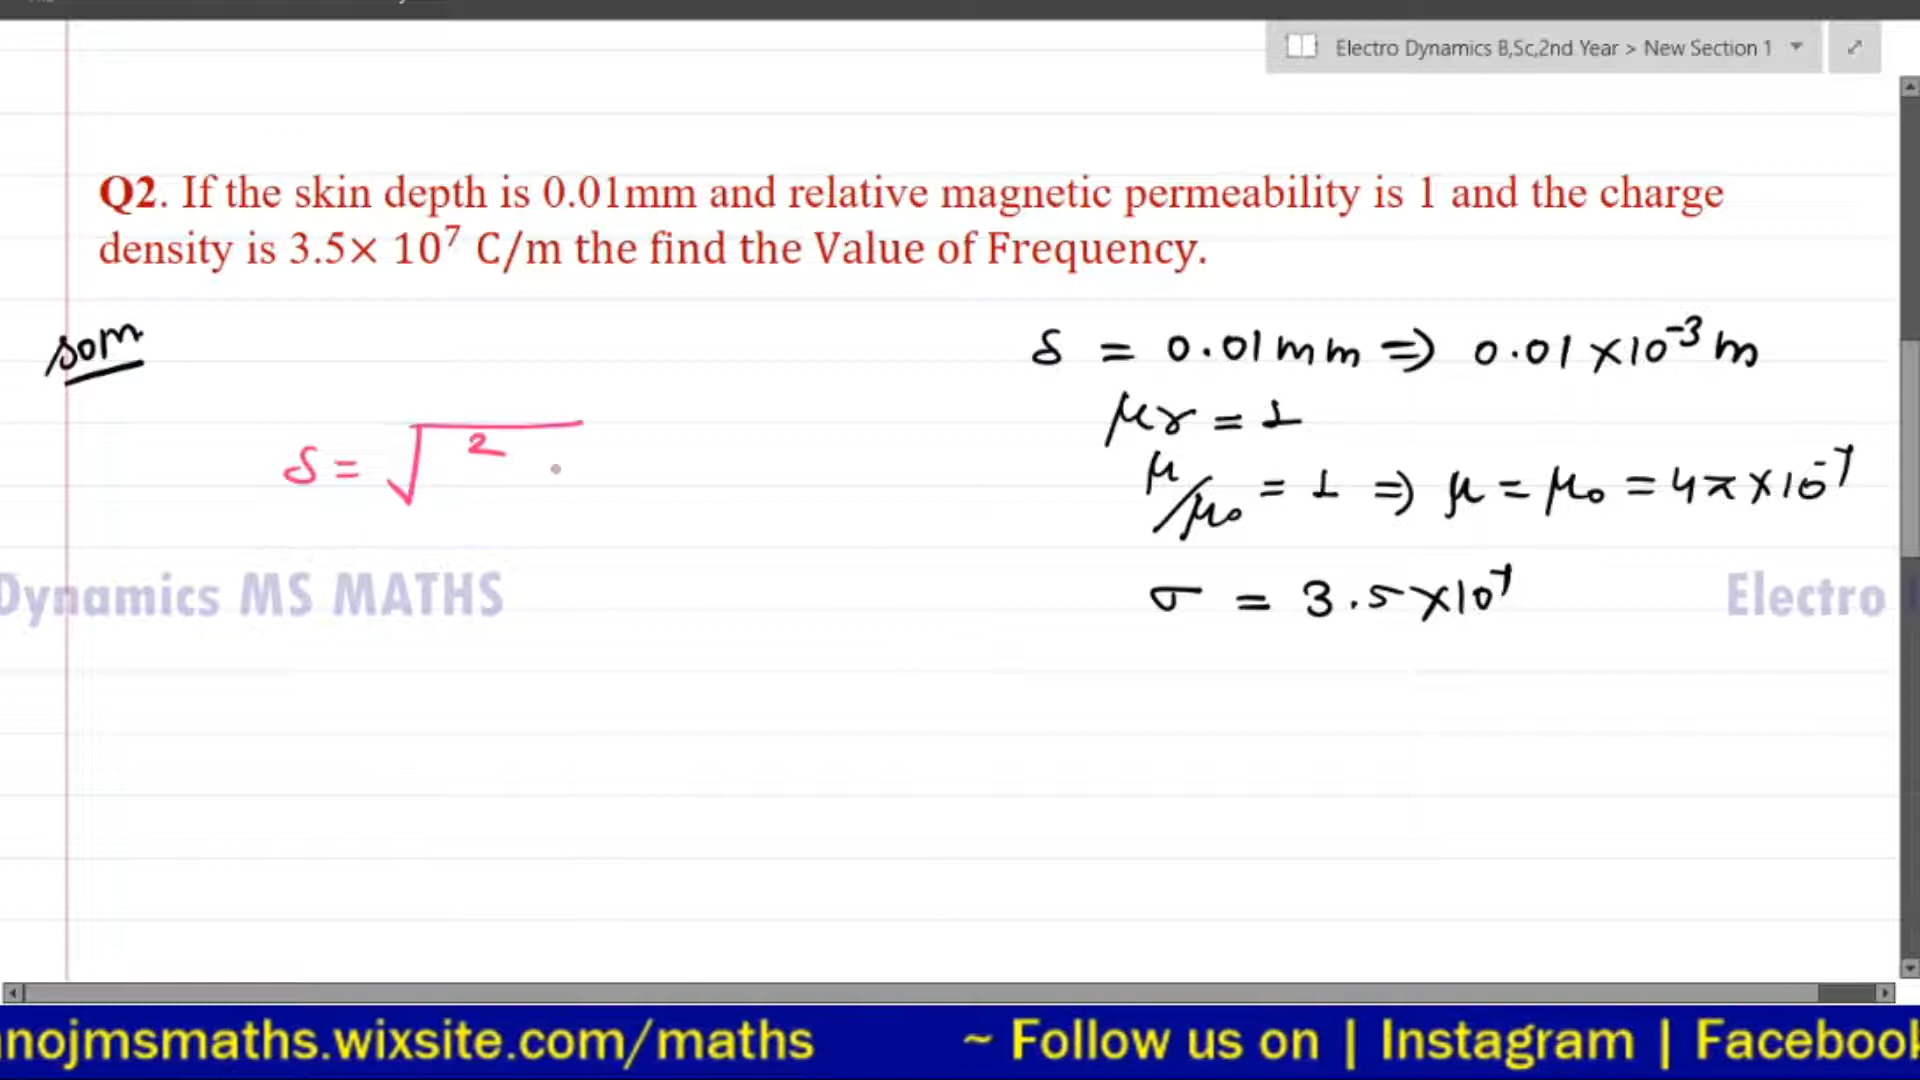 Electro Dynamics B,Sc,2nd Year > New Section 1
Q2. If the skin depth is 0.01mm and relative magnetic permeability is 1 and the charge
density is 3.5× 10⁷ C/m the find the Value of Frequency.
soln
δ = 0.01mm ⇒ 0.01×10⁻³ m
μr = 1
δ = √2
μ/μ₀ = 1 ⇒ μ = μ₀ = 4π×10⁻⁷
Dynamics MS MATHS
Electro
σ = 3.5×10⁷
nojmsmaths.wixsite.com/maths ~ Follow us on | Instagram | Facebook